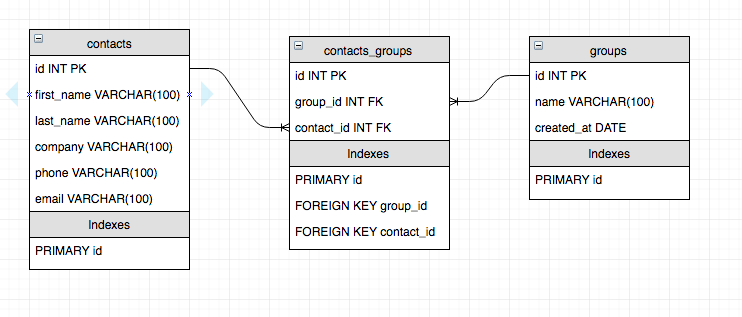 contacts
id INT PK
first_name VARCHAR(100)
last_name VARCHAR(100)
company VARCHAR(100)
phone VARCHAR(100)
email VARCHAR(100)
Indexes
PRIMARY id
contacts_groups
id INT PK
group_id INT FK
contact_id INT FK
Indexes
PRIMARY id
FOREIGN KEY group_id
FOREIGN KEY contact_id
groups
id INT PK
name VARCHAR(100)
created_at DATE
Indexes
PRIMARY id